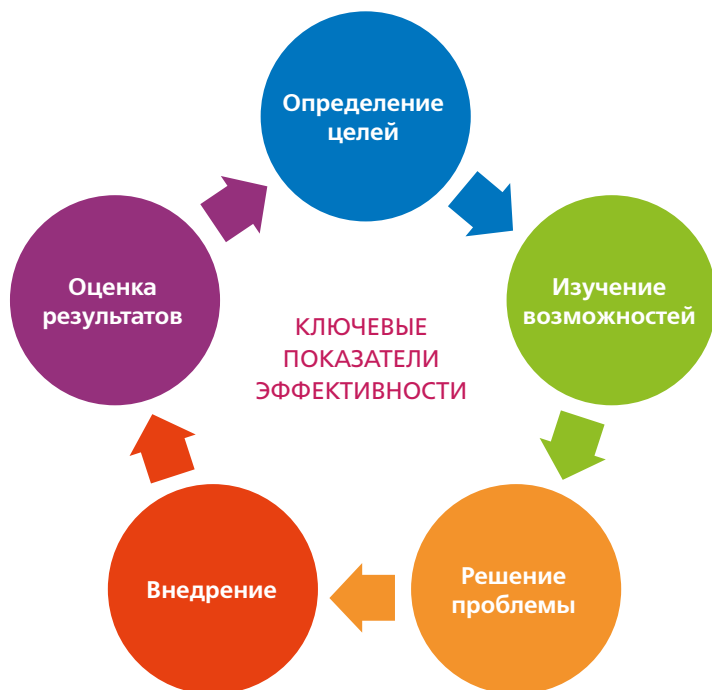 Определение
целей
Изучение
возможностей
Решение
проблемы
Внедрение
Оценка
результатов
КЛЮЧЕВЫЕ
ПОКАЗАТЕЛИ
ЭФФЕКТИВНОСТИ